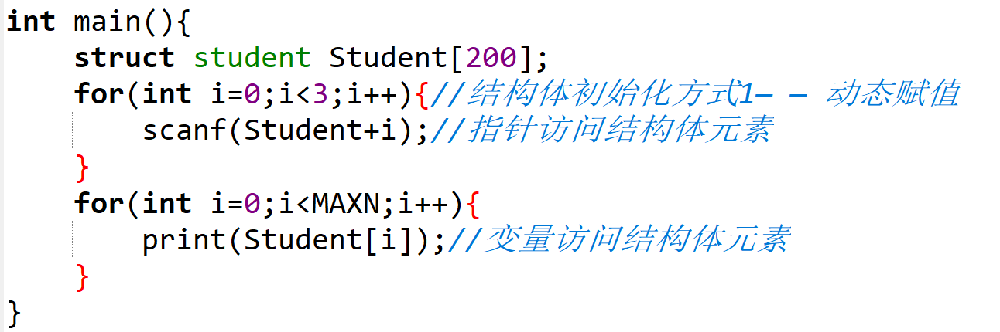 int main(){
    struct student Student[200];
    for(int i=0;i<3;i++){//结构体初始化方式1— — 动态赋值
        scanf(Student+i);//指针访问结构体元素
    }
    for(int i=0;i<MAXN;i++){
        print(Student[i]);//变量访问结构体元素
    }
}